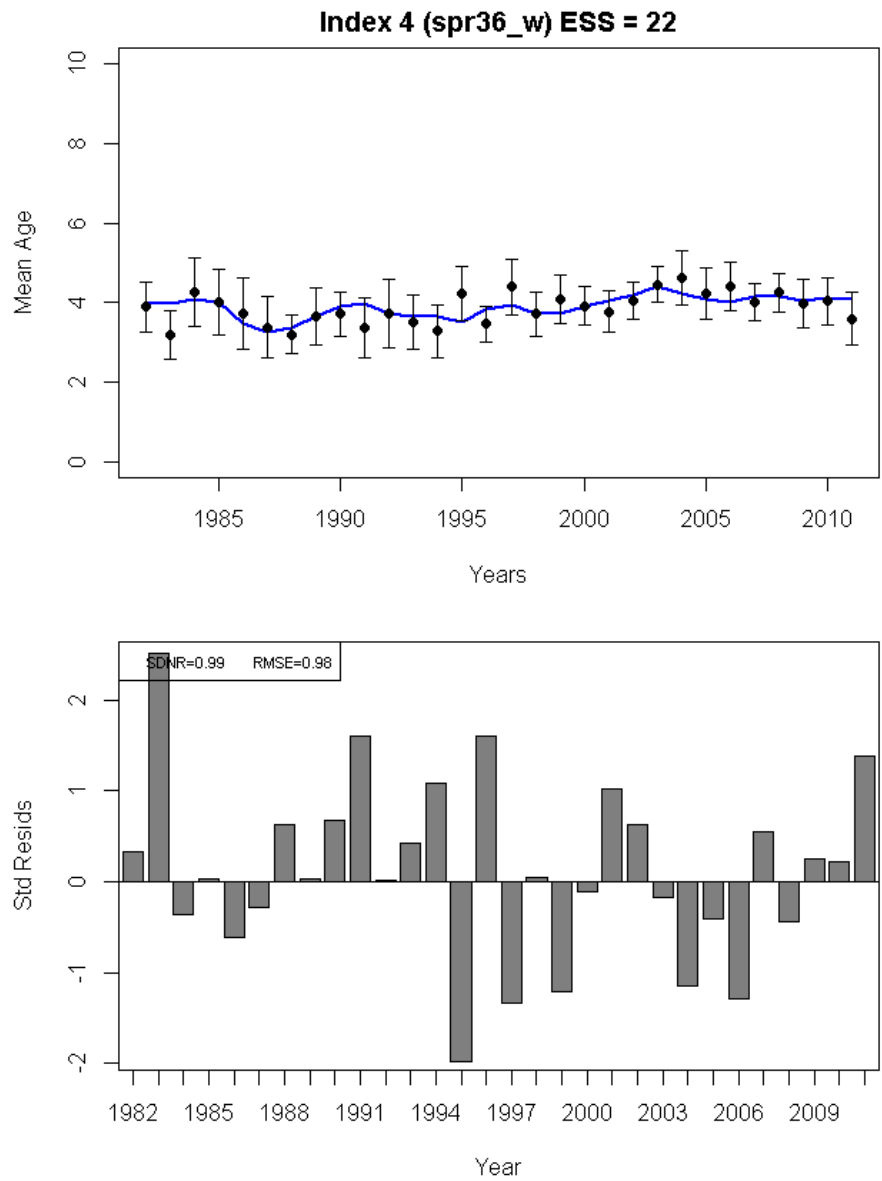 Index 4 (spr36_w) ESS = 22
10
8
6
4
2
0
Mean Age
1985 1990 1995 2000 2005 2010
Years
SDNR=0.99 RMSE=0.98
2
1
0
-1
-2
Std Resids
1982 1985 1988 1991 1994 1997 2000 2003 2006 2009
Year